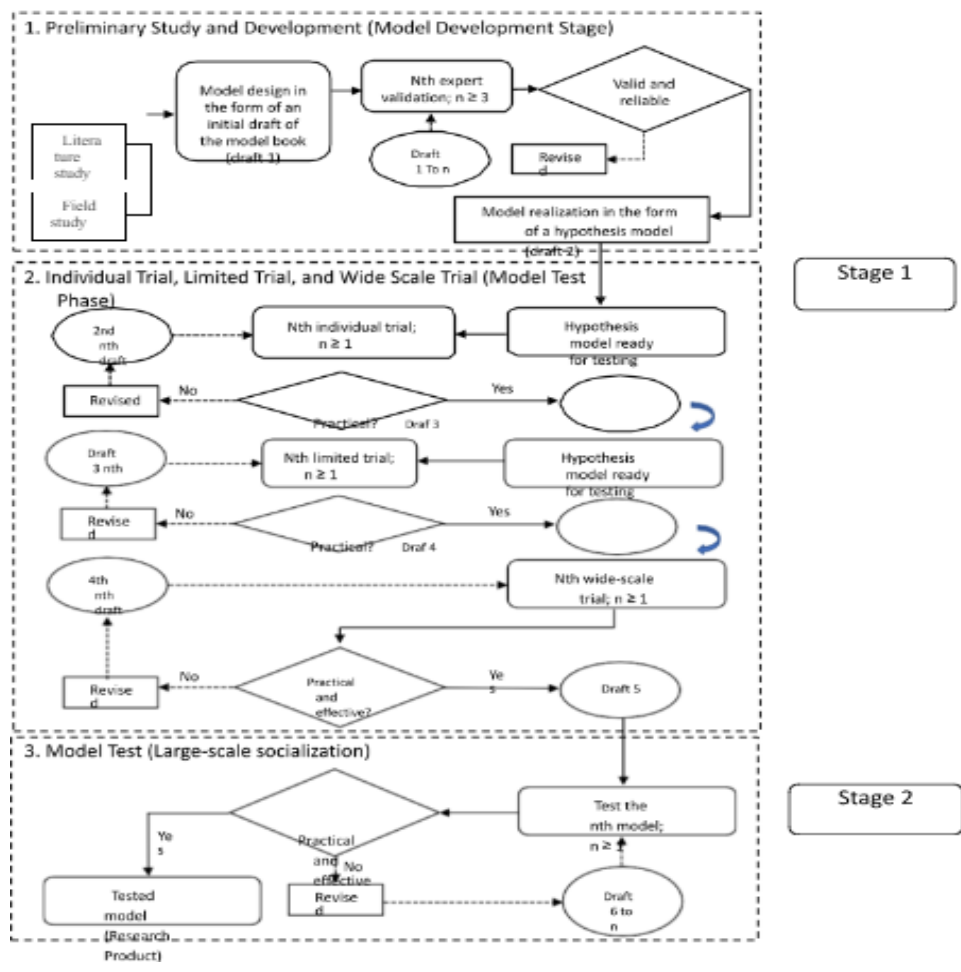 1. Preliminary Study and Development (Model Development Stage)
Model design in
the form of an
initial draft of
the model book
(draft 1)
Nth expert
validation; n ≥ 3
Valid and
reliable
Litera
ture
study
Field
study
Draft
1 To n
Revise
d
Model realization in the form
of a hypothesis model
(draft 2)
Stage 1
2. Individual Trial, Limited Trial, and Wide Scale Trial (Model Test
Phase)
2nd
nth
draft
Nth individual trial;
n ≥ 1
Hypothesis
model ready
for testing
Revised
No
Practical?
Draf 3
Yes
Draft
3 nth
Nth limited trial;
n ≥ 1
Hypothesis
model ready
for testing
Revise
d
No
Practical?
Draf 4
Yes
4th
nth
draft
Nth wide-scale
trial; n ≥ 1
Revise
d
No
Practical
and
effective?
Ye
s
Draft 5
3. Model Test (Large-scale socialization)
Stage 2
Test the
nth model;
n ≥ 1
Ye
s
Practical
and
effective
No
Revise
d
Draft
6 to
n
Tested
model
(Research
Product)